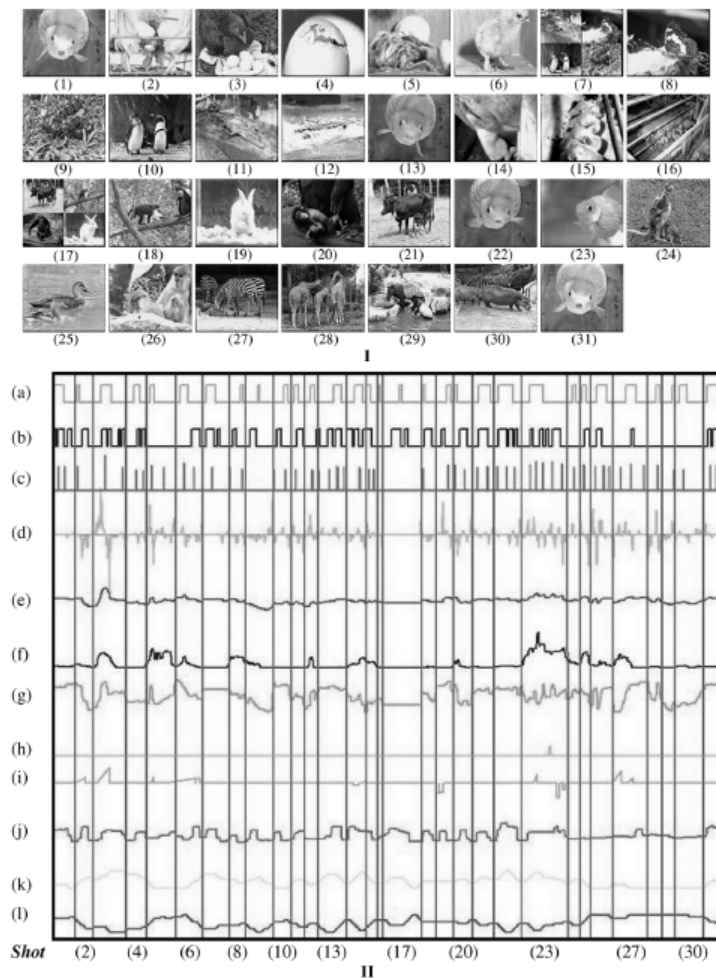 (1) (2) (3) (4) (5) (6) (7) (8)
(9) (10) (11) (12) (13) (14) (15) (16)
(17) (18) (19) (20) (21) (22) (23) (24)
(25) (26) (27) (28) (29) (30) (31)
I
(a)
(b)
(c)
(d)
(e)
(f)
(g)
(h)
(i)
(j)
(k)
(l)
Shot (2) (4) (6) (8) (10) (13) (17) (20) (23) (27) (30)
II